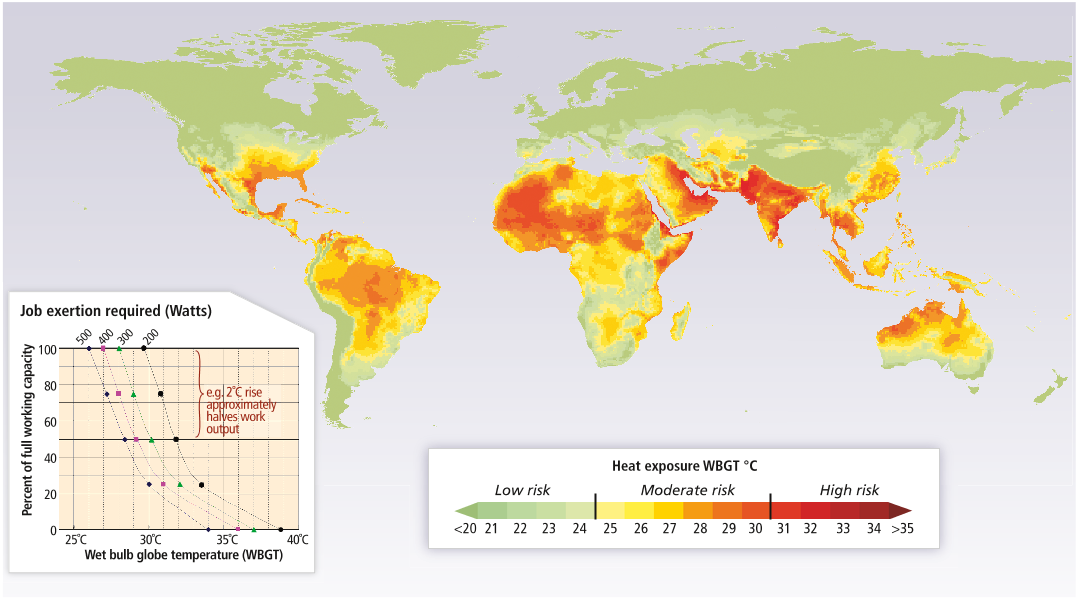 Job exertion required (Watts)
500 400 300 200
100
80
60
40
20
0
Percent of full working capacity
e.g. 2°C rise
approximately
halves work
output
25°C 30°C 35°C 40°C
Wet bulb globe temperature (WBGT)
Heat exposure WBGT °C
Low risk Moderate risk High risk
<20 21 22 23 24 25 26 27 28 29 30 31 32 33 34 >35